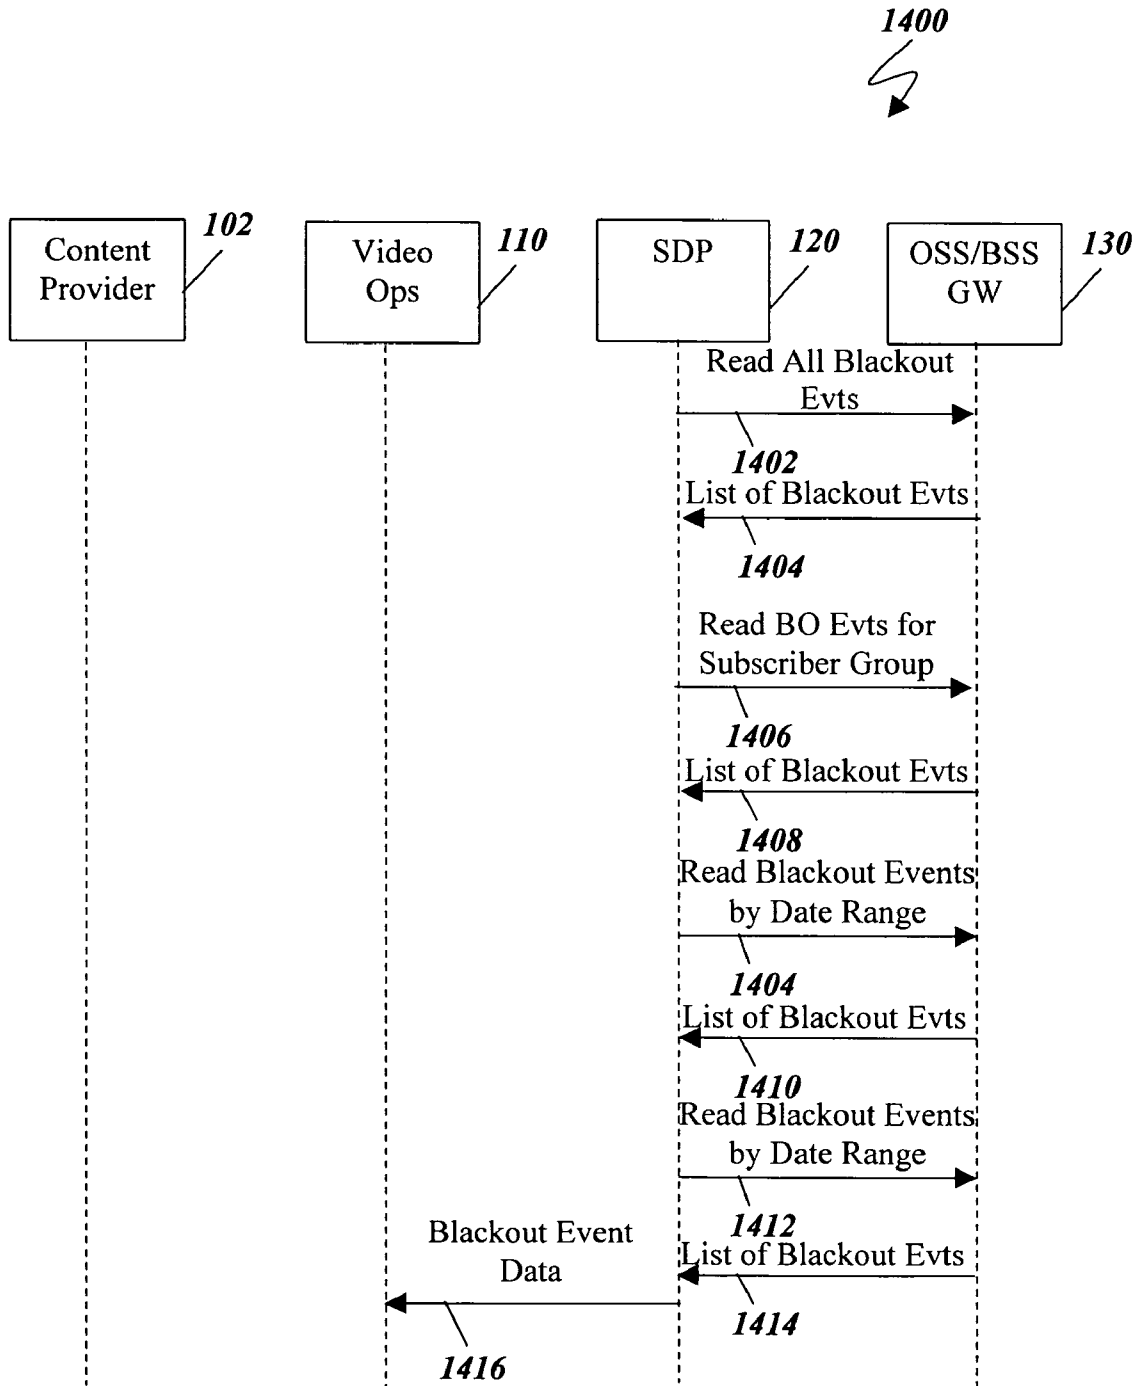 1400
Content
Provider
102
Video
Ops
110
SDP
120
OSS/BSS
GW
130
Read All Blackout
Evts
1402
List of Blackout Evts
1404
Read BO Evts for
Subscriber Group
1406
List of Blackout Evts
1408
Read Blackout Events
by Date Range
1404
List of Blackout Evts
1410
Read Blackout Events
by Date Range
1412
List of Blackout Evts
1414
Blackout Event
Data
1416